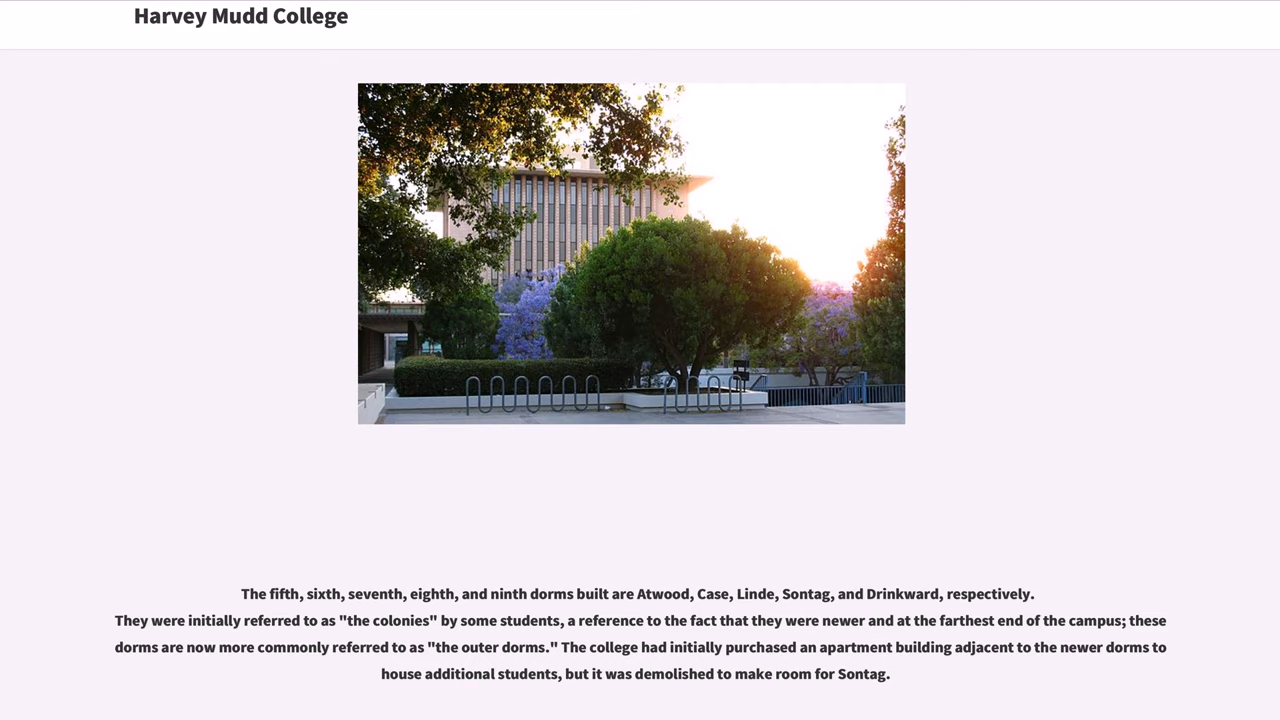 Harvey Mudd College
The fifth, sixth, seventh, eighth, and ninth dorms built are Atwood, Case, Linde, Sontag, and Drinkward, respectively.
They were initially referred to as "the colonies" by some students, a reference to the fact that they were newer and at the farthest end of the campus; these
dorms are now more commonly referred to as "the outer dorms." The college had initially purchased an apartment building adjacent to the newer dorms to
house additional students, but it was demolished to make room for Sontag.